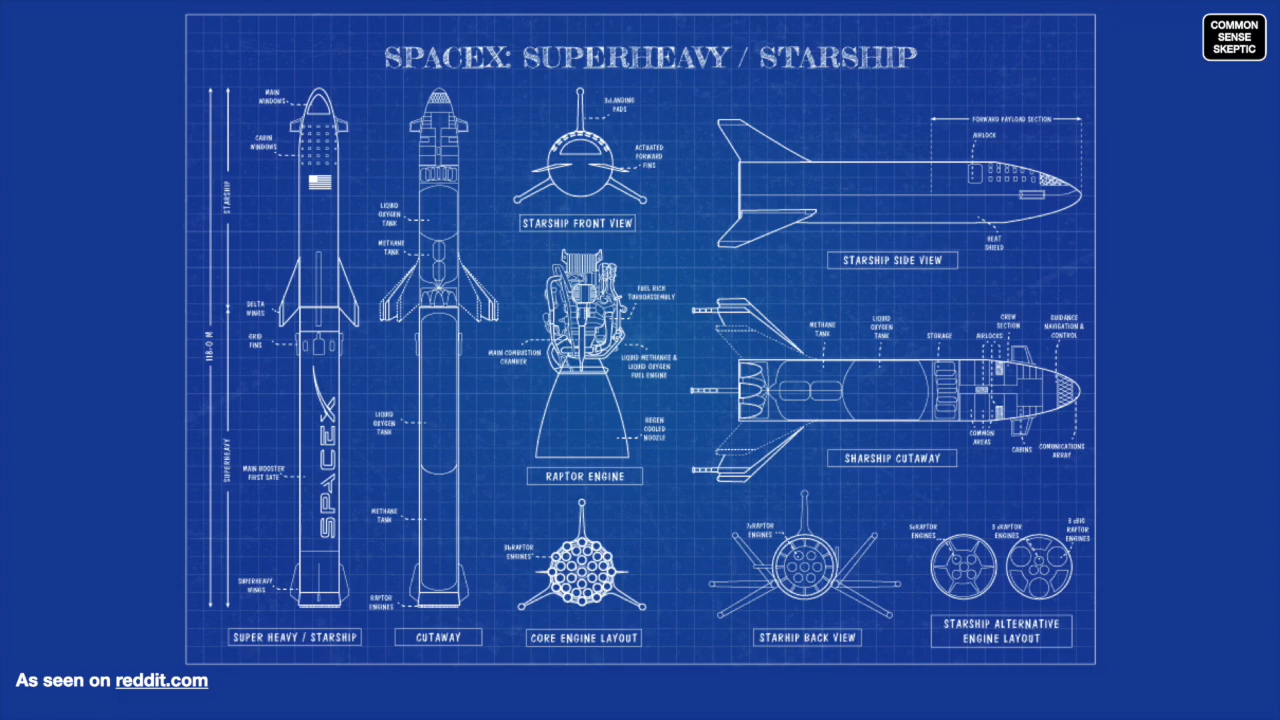 COMMON
SENSE
SKEPTIC
SPACEX: SUPERHEAVY / STARSHIP
MAIN
WINDOWS
CABIN
WINDOWS
STARSHIP
DELTA
WINGS
GRID
FINS
118.0 M
SUPERHEAVY
MAIN BOOSTER
FIRST SATE
SPACEX
SUPERHEAVY
WINGS
SUPER HEAVY / STARSHIP
LIQUID
OXYGEN
TANK
METHANE
TANK
LIQUID
OXYGEN
TANK
METHANE
TANK
RAPTOR
ENGINES
CUTAWAY
3xLANDING
PADS
ACTUATED
FORWARD
FINS
STARSHIP FRONT VIEW
FUEL RICH
TURBOASSEMBLY
MAIN COMBUSTION
CHAMBER
LIQUID METHANGE &
LIQUID OXYGEN
FUEL ENGINE
REGEN
COOLED
NOZZLE
RAPTOR ENGINE
RAPTOR
ENGINES
CORE ENGINE LAYOUT
FORWARD PAYLOAD SECTION
AIRLOCK
HEAT
SHIELD
STARSHIP SIDE VIEW
METHANE
TANK
LIQUID
OXYGEN
TANK
STORAGE
AIRLOCKS
CREW
SECTION
GUIDANCE
NAVIGATION &
CONTROL
COMMON
AREAS
CABINS
COMUNICATIONS
ARRAY
SHARSHIP CUTAWAY
7xRAPTOR
ENGINES
STARHIP BACK VIEW
RAPTOR
ENGINES
RAPTOR
ENGINES
RAPTOR
ENGINES
STARSHIP ALTERNATIVE
ENGINE LAYOUT
As seen on reddit.com